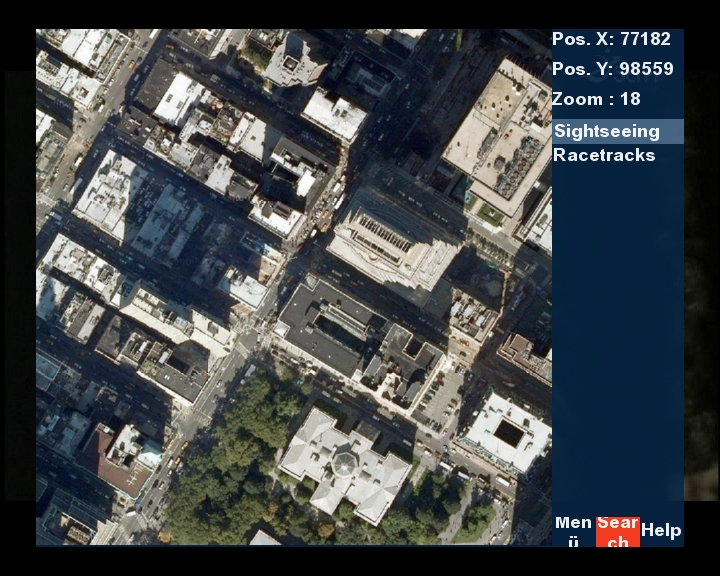 Pos. X: 77182
Pos. Y: 98559
Zoom : 18
Sightseeing
Racetracks
Men
ü
Sear
ch
Help